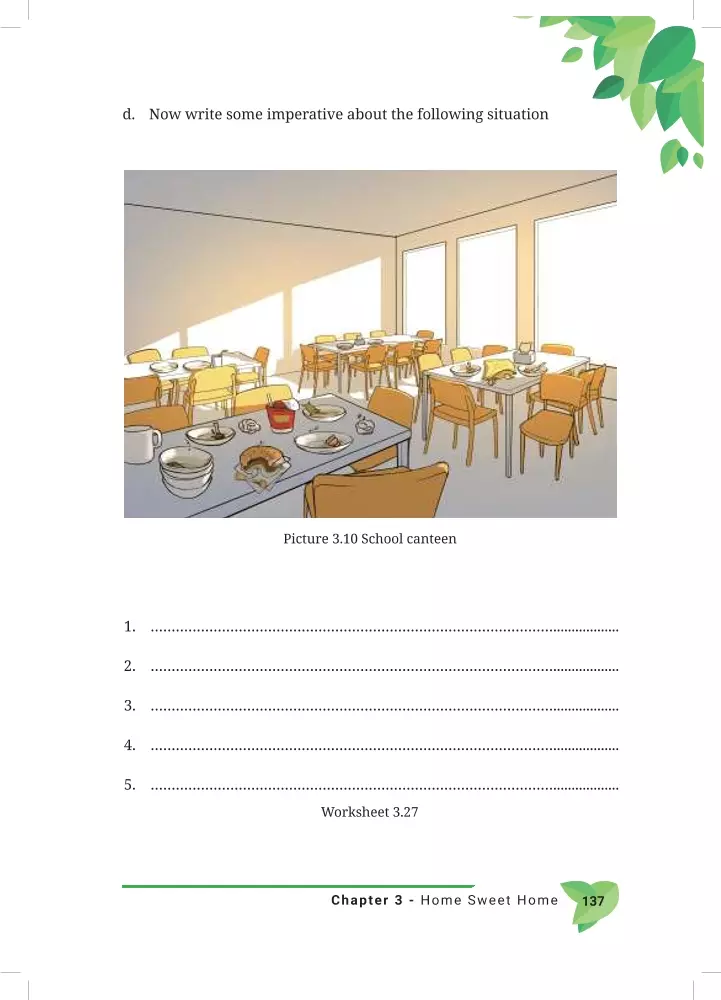 d. Now write some imperative about the following situation
Picture 3.10 School canteen
1. ................................................................................................................
2. ................................................................................................................
3. ................................................................................................................
4. ................................................................................................................
5. ................................................................................................................
Worksheet 3.27
Chapter 3 - Home Sweet Home 137